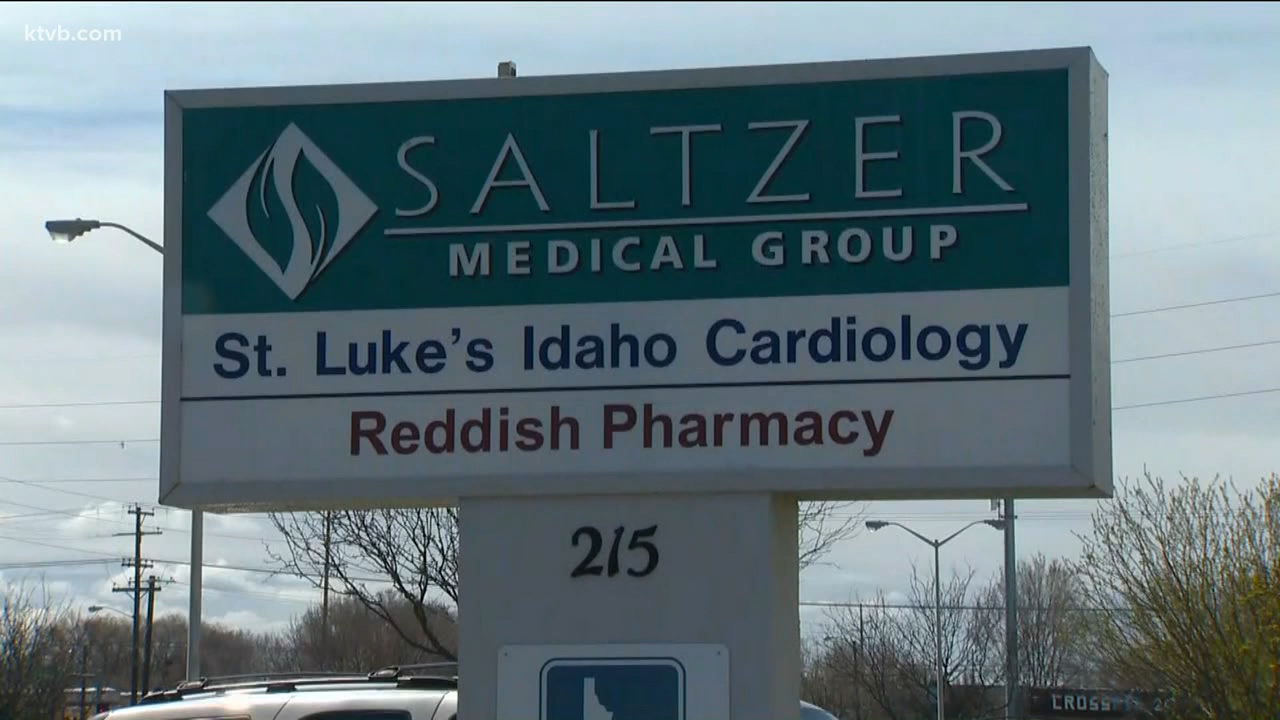 ktvb.com
SALTZER
MEDICAL GROUP
St. Luke's Idaho Cardiology
Reddish Pharmacy
215